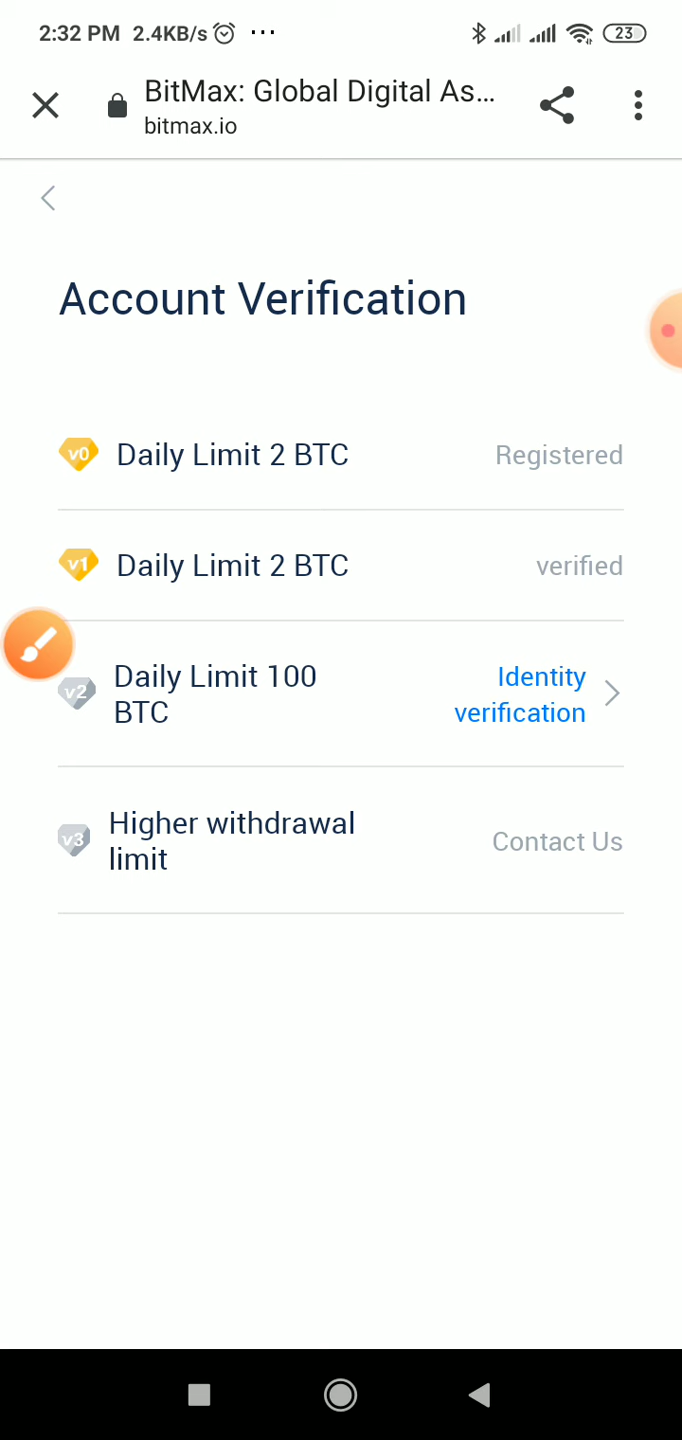 2:32 PM 2.4KB/s ... 23
BitMax: Global Digital As...
bitmax.io
Account Verification
v0 Daily Limit 2 BTC Registered
v1 Daily Limit 2 BTC verified
v2 Daily Limit 100 Identity
BTC verification
v3 Higher withdrawal Contact Us
limit